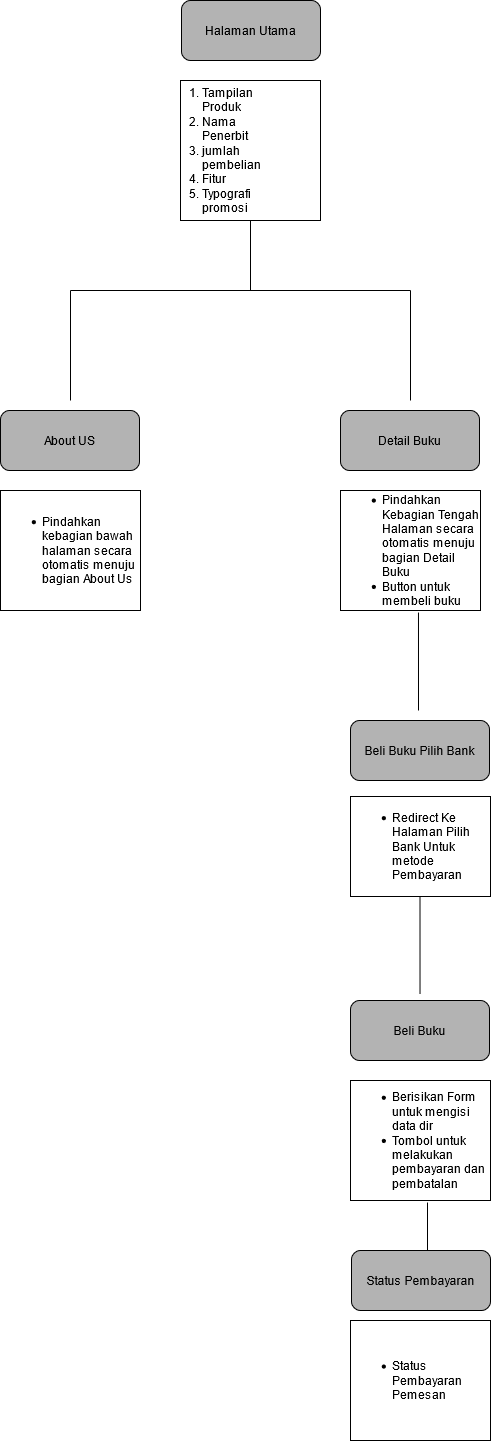 Halaman Utama
1. Tampilan
Produk
2. Nama
Penerbit
3. jumlah
pembelian
4. Fitur
5. Typografi
promosi
About US
• Pindahkan
kebagian bawah
halaman secara
otomatis menuju
bagian About Us
Detail Buku
• Pindahkan
Kebagian Tengah
Halaman secara
otomatis menuju
bagian Detail
Buku
• Button untuk
membeli buku
Beli Buku Pilih Bank
• Redirect Ke
Halaman Pilih
Bank Untuk
metode
Pembayaran
Beli Buku
• Berisikan Form
untuk mengisi
data dir
• Tombol untuk
melakukan
pembayaran dan
pembatalan
Status Pembayaran
• Status
Pembayaran
Pemesan